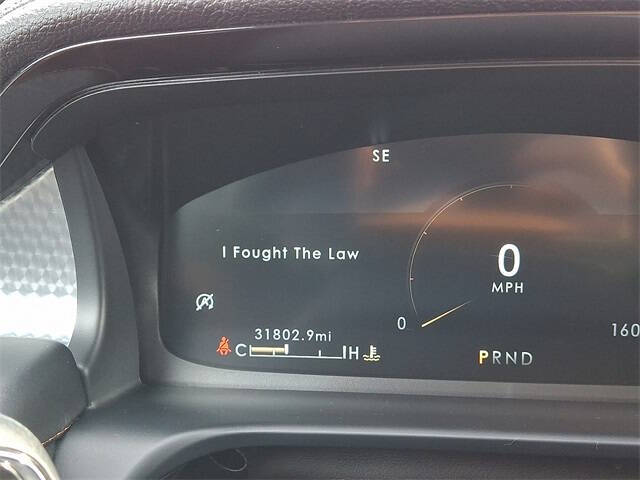 SE
I Fought The Law
0
MPH
0
160
31802.9mi
C H
PRND